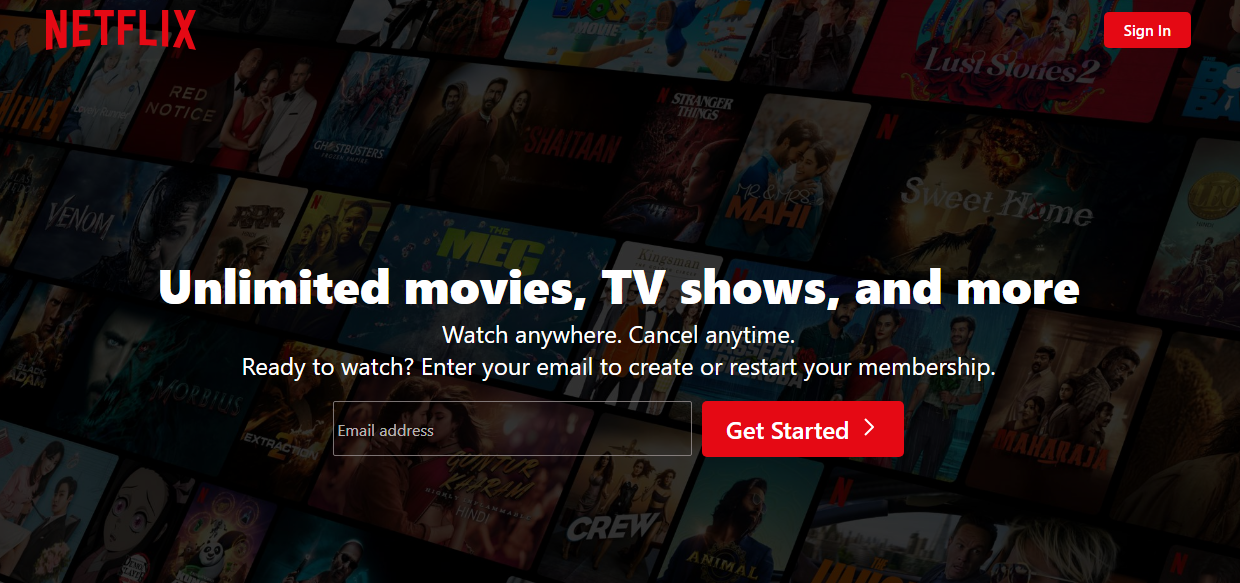 NETFLIX
Sign In
MOVIE
Lust Stories 2
RED
NOTICE
GHOSTBUSTERS
FROZEN EMPIRE
SHAITAAN
STRANGER
THINGS
MR. & MRS.
MAHI
Sweet Home
VENOM
RRR
THE
MEG
Kingsman
LEO
Unlimited movies, TV shows, and more
Watch anywhere. Cancel anytime.
Ready to watch? Enter your email to create or restart your membership.
Email address
Get Started
BLACK
ADAM
MORBIUS
EXTRACTION
GUNTUR
KAARAM
HINDI
MAHARAJA
CREW
ANIMAL